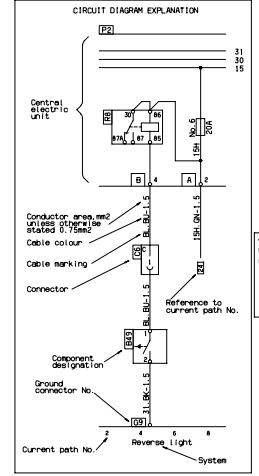 CIRCUIT DIAGRAM EXPLANATION
P2
31
30
15
Central
electric
unit
R8
30
86
87A
87
85
No.6
20A
15H
B
4
A
2
Conductor area,mm2
unless otherwise
stated 0.75mm2
Cable colour
Cable marking
Connector
BL.BU-1.5
15H.GN-1.5
C6
C
24
Reference to
current path No.
BL.BU-1.5
B49
1
2
Component
designation
Ground
connector No.
31.BK-1.5
G9
2
4
6
8
Current path No.
Reverse light
System